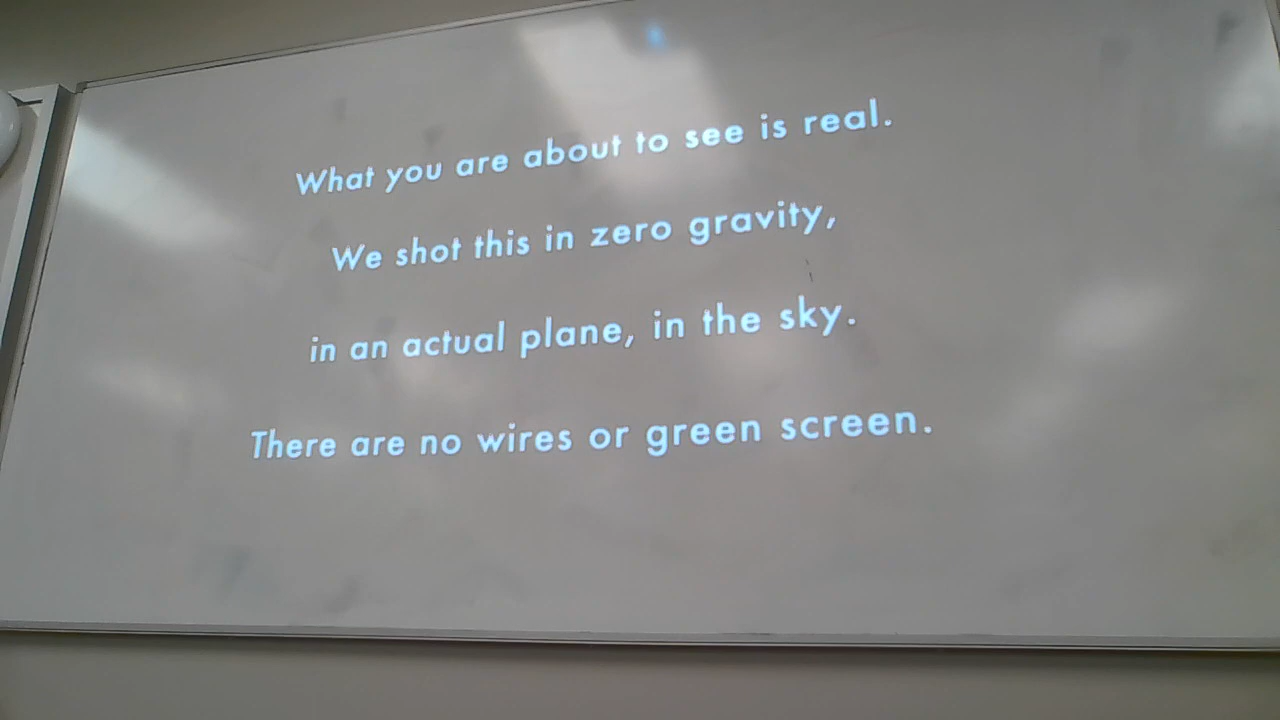 What you are about to see is real.
We shot this in zero gravity,
in an actual plane, in the sky.
There are no wires or green screen.